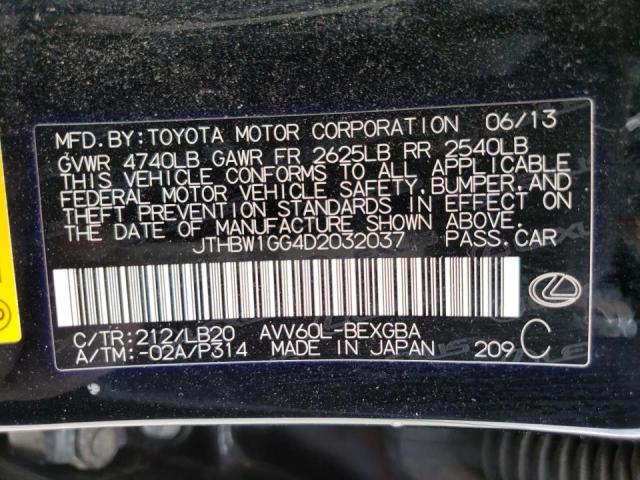 MFD.BY:TOYOTA MOTOR CORPORATION 06/13
GVWR 4740LB GAWR FR 2625LB RR 2540LB
THIS VEHICLE CONFORMS TO ALL APPLICABLE
FEDERAL MOTOR VEHICLE SAFETY, BUMPER, AND
THEFT PREVENTION STANDARDS IN EFFECT ON
THE DATE OF MANUFACTURE SHOWN ABOVE.
JTHBW1GG4D2032037 PASS.CAR
C/TR:212/LB20 AVV60L-BEXGBA
A/TM:-02A/P314 MADE IN JAPAN 209 C